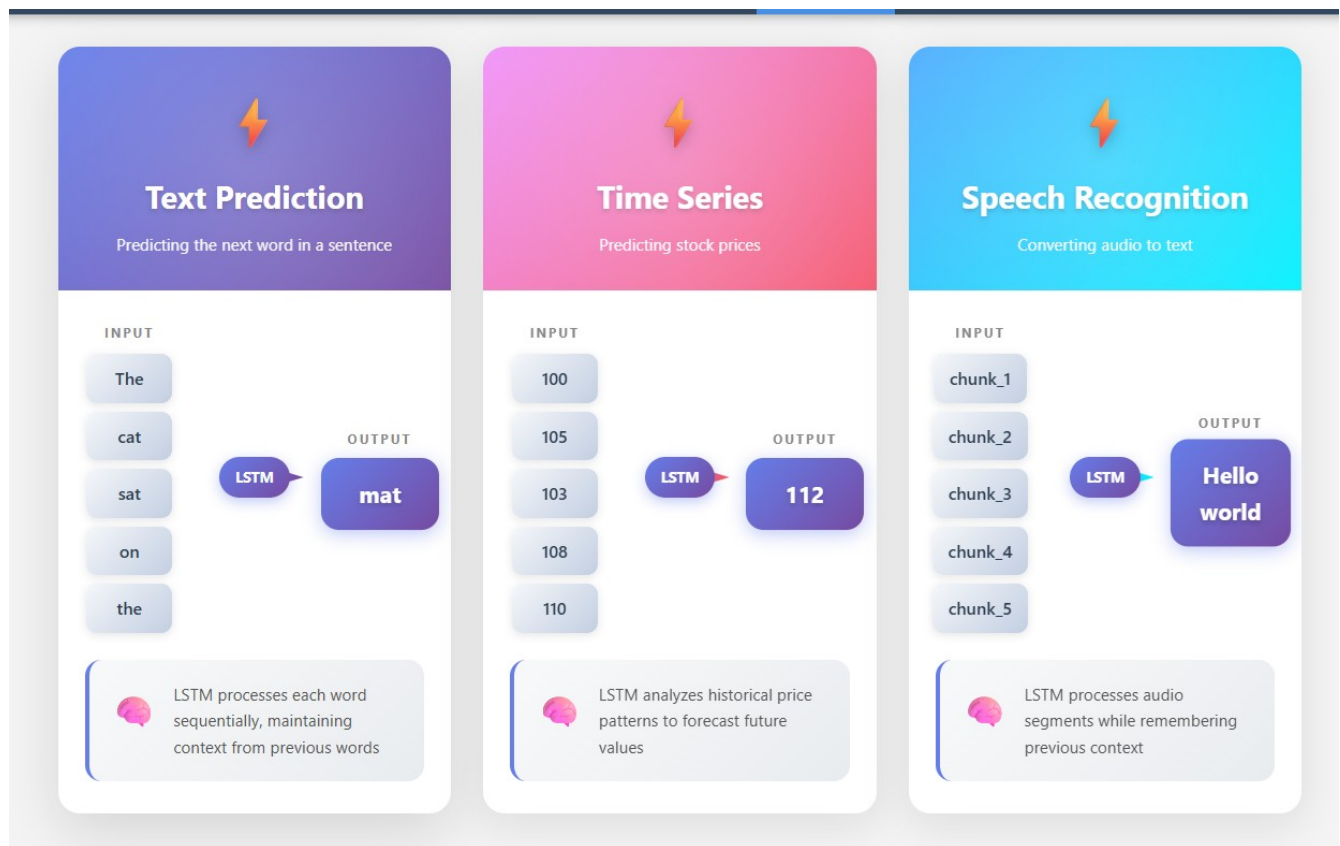 Text Prediction
Predicting the next word in a sentence
INPUT
The
cat
sat
on
the
LSTM
OUTPUT
mat
LSTM processes each word
sequentially, maintaining
context from previous words
Time Series
Predicting stock prices
INPUT
100
105
103
108
110
LSTM
OUTPUT
112
LSTM analyzes historical price
patterns to forecast future
values
Speech Recognition
Converting audio to text
INPUT
chunk_1
chunk_2
chunk_3
chunk_4
chunk_5
LSTM
OUTPUT
Hello
world
LSTM processes audio
segments while remembering
previous context